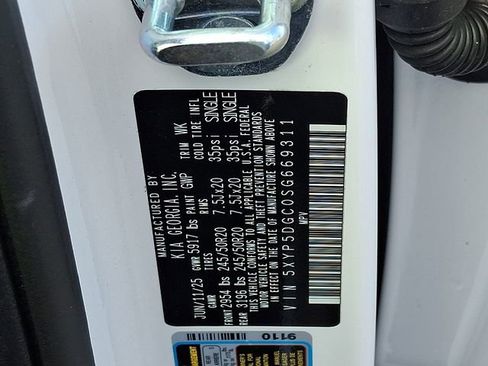 MANUFACTURED BY
KIA GEORGIA, INC.
PAINT GWP
TRIM WK
JUN/11/25 GVWR 5917 lbs
GAWR TIRES RIMS COLD TIRE INFL
FRONT 2954 lbs 245/50R20 7.5Jx20 35psi SINGLE
REAR 3196 lbs 245/50R20 7.5Jx20 35psi SINGLE
THIS VEHICLE CONFORMS TO ALL APPLICABLE U.S.A. FEDERAL
MOTOR VEHICLE SAFETY AND THEFT PREVENTION STANDARDS
IN EFFECT ON THE DATE OF MANUFACTURE SHOWN ABOVE
MPV
VIN 5XYP5DGC0SG669311
9110